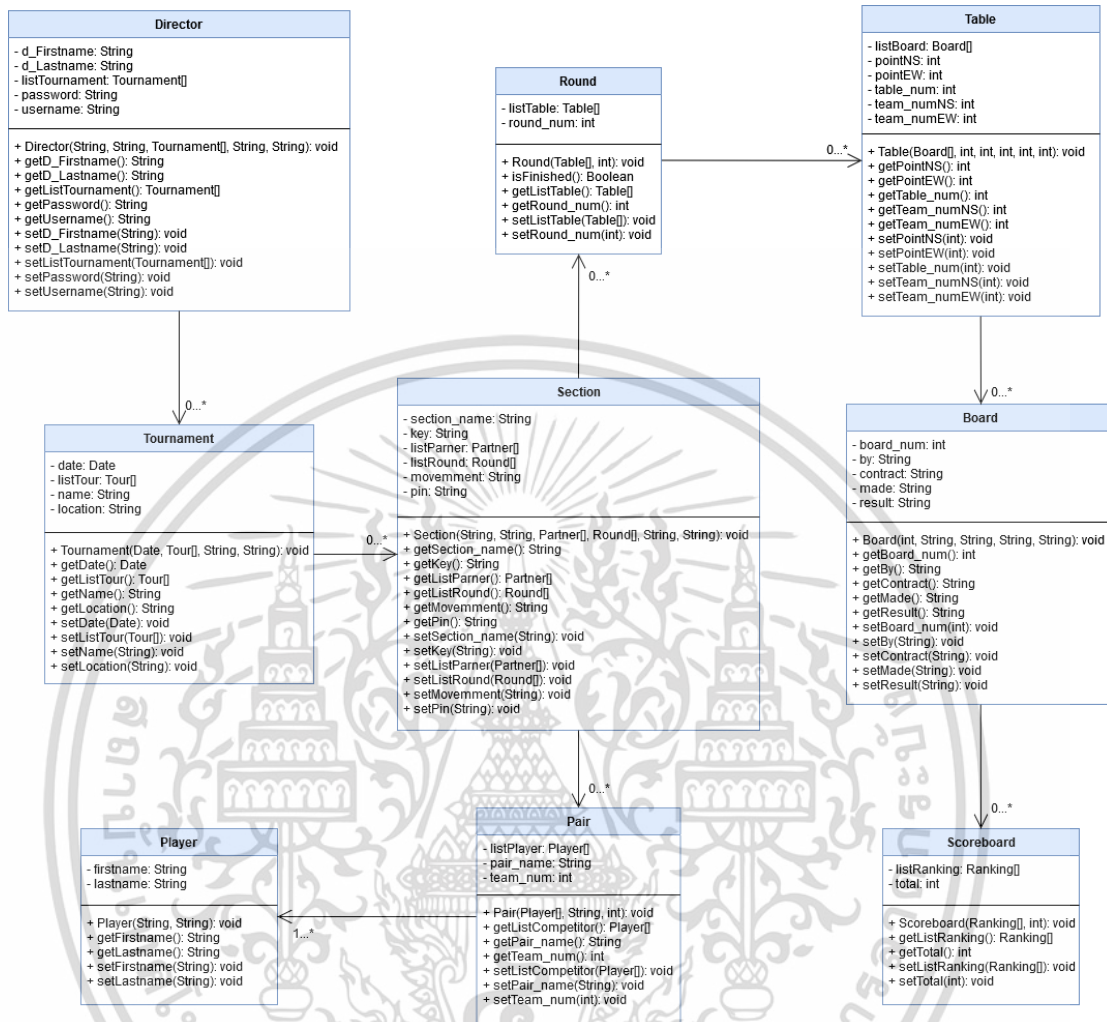 Director
- d_Firstname: String
- d_Lastname: String
- listTournament: Tournament[]
- password: String
- username: String
+ Director(String, String, Tournament[], String, String): void
+ getD_Firstname(): String
+ getD_Lastname(): String
+ getListTournament(): Tournament[]
+ getPassword(): String
+ getUsername(): String
+ setD_Firstname(String): void
+ setD_Lastname(String): void
+ setListTournament(Tournament[]): void
+ setPassword(String): void
+ setUsername(String): void
0...*
Round
- listTable: Table[]
- round_num: int
+ Round(Table[], int): void
+ isFinished(): Boolean
+ getListTable(): Table[]
+ getRound_num(): int
+ setListTable(Table[]): void
+ setRound_num(int): void
0...*
0...*
Table
- listBoard: Board[]
- pointNS: int
- pointEW: int
- table_num: int
- team_numNS: int
- team_numEW: int
+ Table(Board[], int, int, int, int, int): void
+ getPointNS(): int
+ getPointEW(): int
+ getTable_num(): int
+ getTeam_numNS(): int
+ getTeam_numEW(): int
+ setPointNS(int): void
+ setPointEW(int): void
+ setTable_num(int): void
+ setTeam_numNS(int): void
+ setTeam_numEW(int): void
0...*
Tournament
- date: Date
- listTour: Tour[]
- name: String
- location: String
+ Tournament(Date, Tour[], String, String): void
+ getDate(): Date
+ getListTour(): Tour[]
+ getName(): String
+ getLocation(): String
+ setDate(Date): void
+ setListTour(Tour[]): void
+ setName(String): void
+ setLocation(String): void
0...*
Section
- section_name: String
- key: String
- listParner: Partner[]
- listRound: Round[]
- movemment: String
- pin: String
+ Section(String, String, Partner[], Round[], String, String): void
+ getSection_name(): String
+ getKey(): String
+ getListParner(): Partner[]
+ getListRound(): Round[]
+ getMovemment(): String
+ getPin(): String
+ setSection_name(String): void
+ setKey(String): void
+ setListParner(Partner[]): void
+ setListRound(Round[]): void
+ setMovemment(String): void
+ setPin(String): void
0...*
Board
- board_num: int
- by: String
- contract: String
- made: String
- result: String
+ Board(int, String, String, String, String): void
+ getBoard_num(): int
+ getBy(): String
+ getContract(): String
+ getMade(): String
+ getResult(): String
+ setBoard_num(int): void
+ setBy(String): void
+ setContract(String): void
+ setMade(String): void
+ setResult(String): void
0...*
Player
- firstname: String
- lastname: String
+ Player(String, String): void
+ getFirstname(): String
+ getLastname(): String
+ setFirstname(String): void
+ setLastname(String): void
1...*
Pair
- listPlayer: Player[]
- pair_name: String
- team_num: int
+ Pair(Player[], String, int): void
+ getListCompetitor(): Player[]
+ getPair_name(): String
+ getTeam_num(): int
+ setListCompetitor(Player[]): void
+ setPair_name(String): void
+ setTeam_num(int): void
Scoreboard
- listRanking: Ranking[]
- total: int
+ Scoreboard(Ranking[], int): void
+ getListRanking(): Ranking[]
+ getTotal(): int
+ setListRanking(Ranking[]): void
+ setTotal(int): void